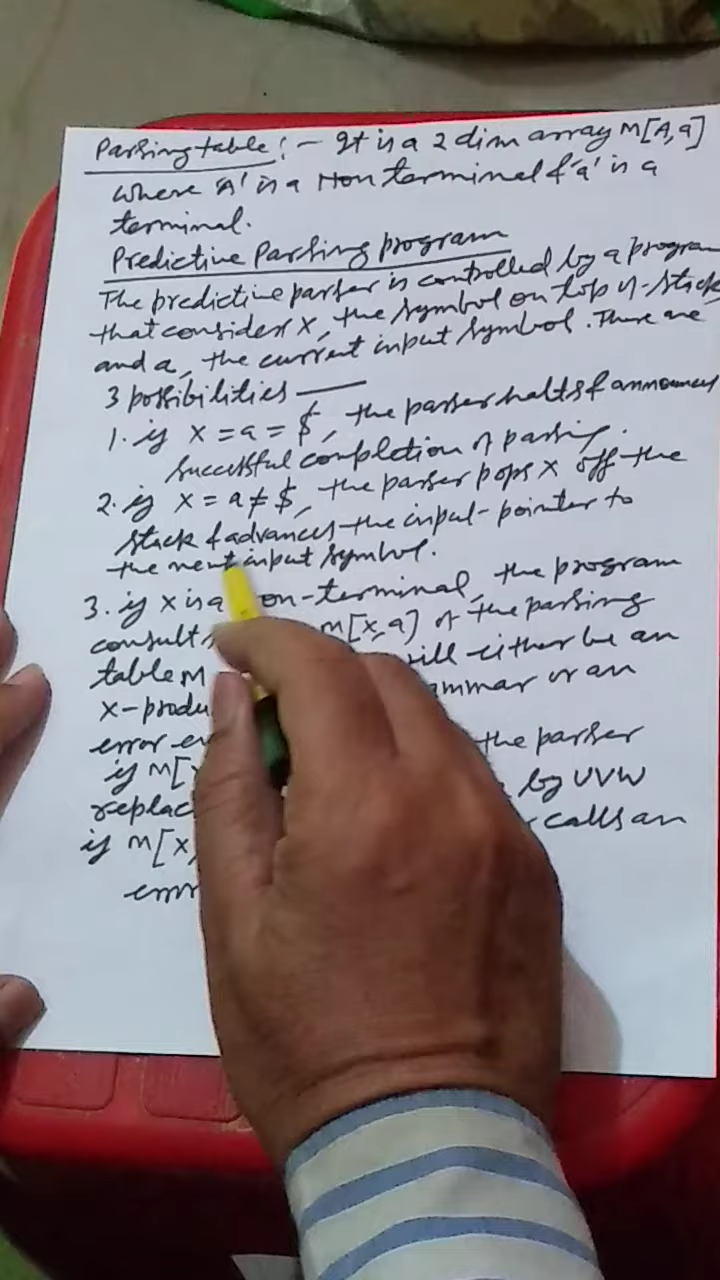 Parsing table :- It is a 2 dim array M[A,a]
where 'A' is a Non terminal & 'a' is a
terminal.
Predictive Parsing program
The predictive parser is controlled by a program
that considers X, the symbol on top of stack
and a, the current input symbol. There are
3 possibilities —
1. if X = a = $, the parser halts & announces
successful completion of parsing.
2. if X = a ≠ $, the parser pops X off the
stack & advances the input pointer to
the next input symbol.
3. if X is a non-terminal, the program
consult M[X,a] of the parsing
table M will either be an
X-produ ammar or an
error en
if M[X the parser
replac by UVW
if M[X, calls an
error